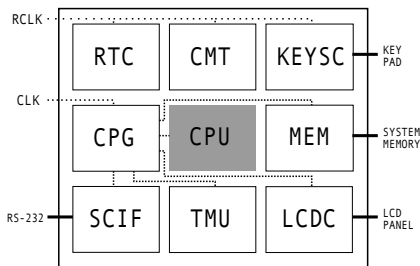 RCLK
RTC
CMT
KEYSC
KEY
PAD
CLK
CPG
CPU
MEM
SYSTEM
MEMORY
RS-232
SCIF
TMU
LCDC
LCD
PANEL